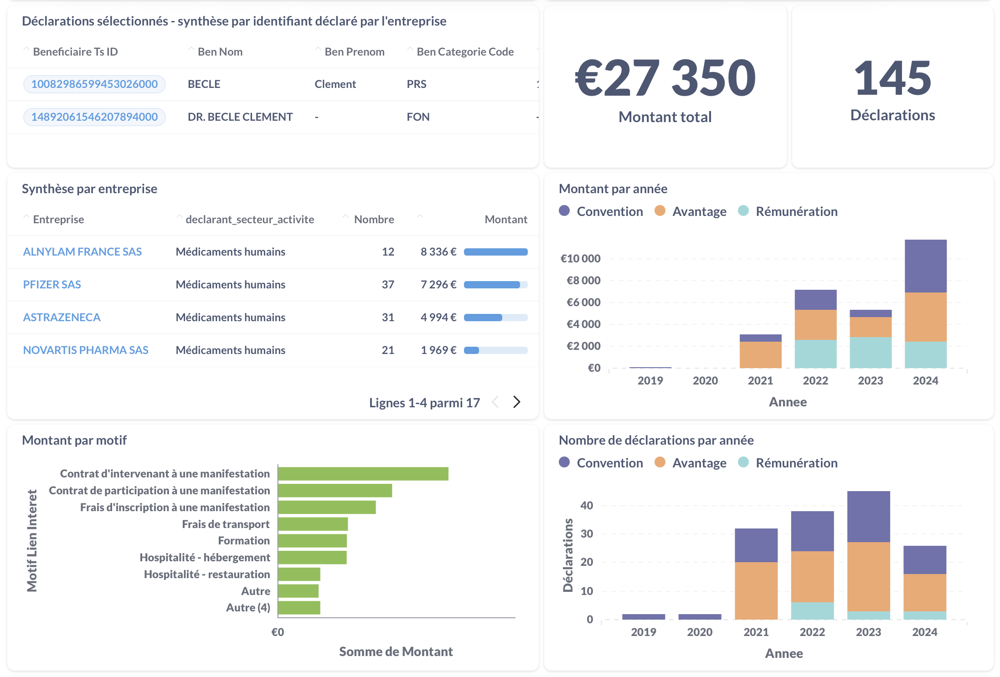 Déclarations sélectionnés - synthèse par identifiant déclaré par l'entreprise
Beneficiaire Ts ID Ben Nom Ben Prenom Ben Categorie Code
10082986599453026000 BECLE Clement PRS
14892061546207894000 DR. BECLE CLEMENT - FON -
€27 350
Montant total
145
Déclarations
Synthèse par entreprise
Entreprise declarant_secteur_activite Nombre Montant
ALNYLAM FRANCE SAS Médicaments humains 12 8 336 €
PFIZER SAS Médicaments humains 37 7 296 €
ASTRAZENECA Médicaments humains 31 4 994 €
NOVARTIS PHARMA SAS Médicaments humains 21 1 969 €
Lignes 1-4 parmi 17
Montant par année
Convention Avantage Rémunération
€10 000
€8 000
€6 000
€4 000
€2 000
€0
2019 2020 2021 2022 2023 2024
Annee
Montant par motif
Motif Lien Interet
Contrat d'intervenant à une manifestation
Contrat de participation à une manifestation
Frais d'inscription à une manifestation
Frais de transport
Formation
Hospitalité - hébergement
Hospitalité - restauration
Autre
Autre (4)
€0
Somme de Montant
Nombre de déclarations par année
Convention Avantage Rémunération
Déclarations
40
30
20
10
0
2019 2020 2021 2022 2023 2024
Annee